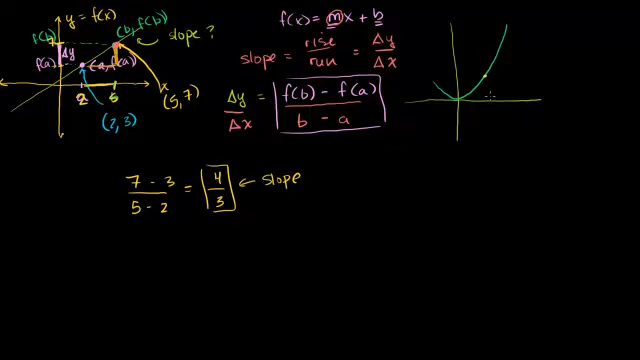 y = f(x)
f(b)
(b, f(b))
slope ?
Δy
f(a)
(a, f(a))
x
2
5
(5, 7)
(2, 3)
f(x) = mx + b
slope = rise / run = Δy / Δx
Δy / Δx = f(b) - f(a) / b - a
7 - 3 / 5 - 2 = 4 / 3 ← slope